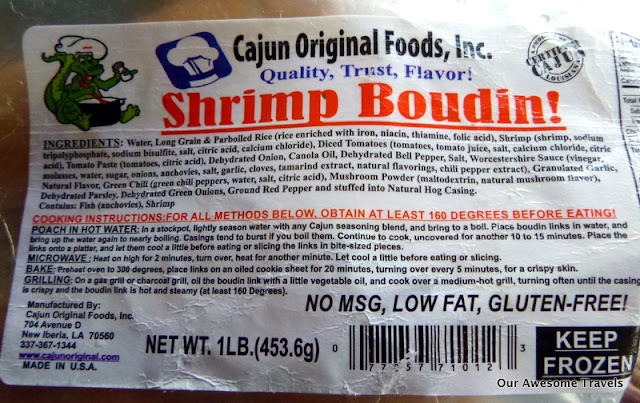 Cajun Original Foods, Inc.
Quality, Trust, Flavor!
CERTIFIED
CAJUN
LOUISIANA
Shrimp Boudin!
INGREDIENTS: Water, Long Grain & Parboiled Rice (rice enriched with iron, niacin, thiamine, folic acid), Shrimp (shrimp, sodium
tripolyphosphate, sodium bisulfite, salt, citric acid, calcium chloride), Diced Tomatoes (tomatoes, tomato juice, salt, calcium chloride, citric
acid), Tomato Paste (tomatoes, citric acid), Dehydrated Onion, Canola Oil, Dehydrated Bell Pepper, Salt, Worcestershire Sauce (vinegar,
molasses, water, sugar, onions, anchovies, salt, garlic, cloves, tamarind extract, natural flavorings, chili pepper extract), Granulated Garlic,
Natural Flavor, Green Chili (green chili peppers, water, salt, citric acid), Mushroom Powder (maltodextrin, natural mushroom flavor),
Dehydrated Parsley, Dehydrated Green Onions, Ground Red Pepper and stuffed into Natural Hog Casing.
Contains: Fish (anchovies), Shrimp
COOKING INSTRUCTIONS:FOR ALL METHODS BELOW, OBTAIN AT LEAST 160 DEGREES BEFORE EATING!
POACH IN HOT WATER: In a stockpot, lightly season water with any Cajun seasoning blend, and bring to a boil. Place boudin links in water, and
bring up the water again to nearly boiling. Casings tend to burst if you boil them. Continue to cook, uncovered for another 10 to 15 minutes. Place the
links onto a platter, and let them cool a little before eating or slicing the links in bite-sized pieces.
MICROWAVE: Heat on high for 2 minutes, turn over, heat for another minute. Let cool a little before eating or slicing.
BAKE: Preheat oven to 300 degrees, place links on an oiled cookie sheet for 20 minutes, turning over every 5 minutes, for a crispy skin.
GRILLING: On a gas grill or charcoal grill, oil the boudin link with a little vegetable oil, and cook over a medium-hot grill, turning often until the casing
is crispy and the boudin link is hot and steamy (at least 160 Degrees).
NO MSG, LOW FAT, GLUTEN-FREE!
Manufactured By:
Cajun Original Foods, Inc.
704 Avenue D
New Iberia, LA 70560
337-367-1344
www.cajunoriginal.com
MADE IN U.S.A.
NET WT. 1LB.(453.6g)
0 77957 71012 3
KEEP
FROZEN
Our Awesome Travels